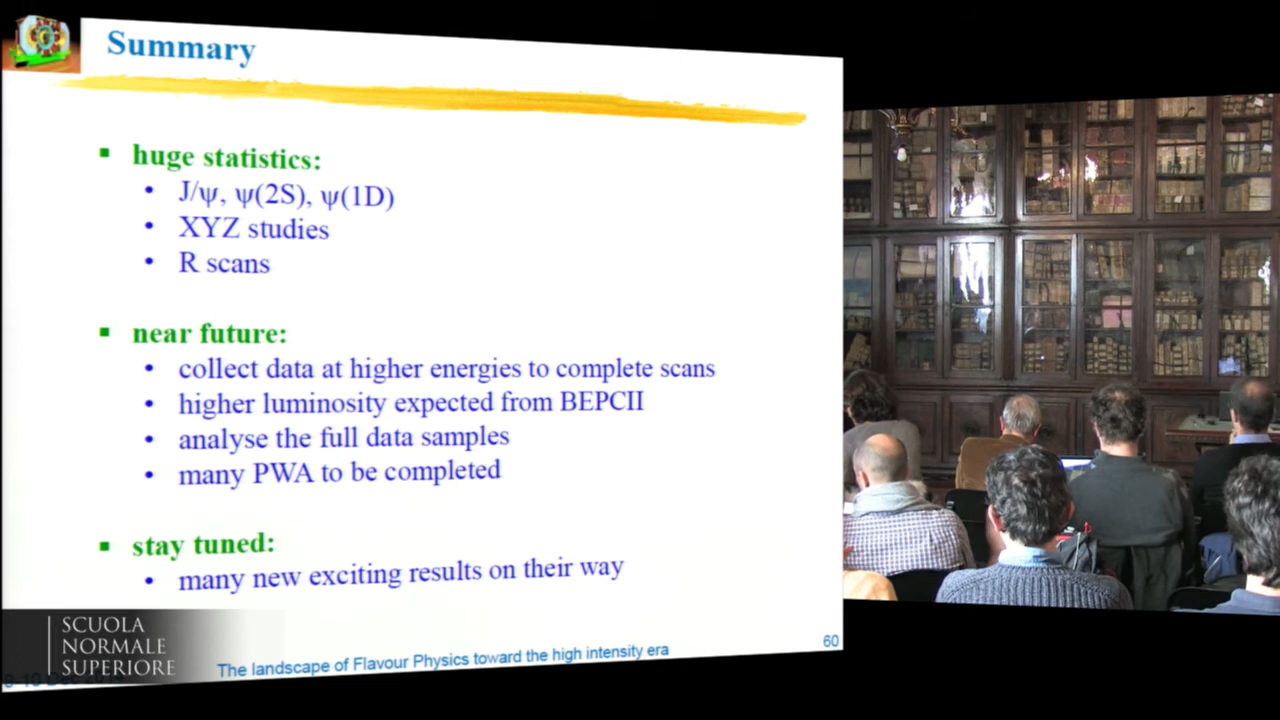 Summary
huge statistics:
J/ψ, ψ(2S), ψ(1D)
XYZ studies
R scans
near future:
collect data at higher energies to complete scans
higher luminosity expected from BEPCII
analyse the full data samples
many PWA to be completed
stay tuned:
many new exciting results on their way
SCUOLA
NORMALE
SUPERIORE
The landscape of Flavour Physics toward the high intensity era
60